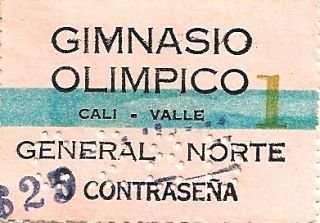 GIMNASIO
OLIMPICO
1
CALI - VALLE
GENERAL NORTE
CONTRASEÑA